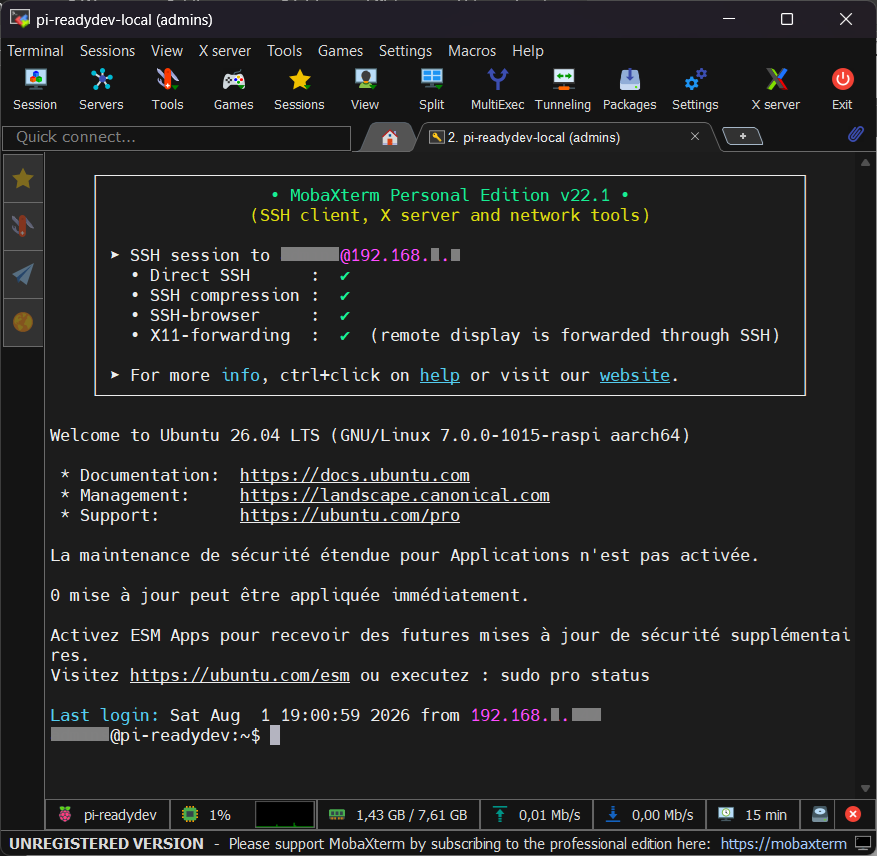 pi-readydev-local (admins)
Terminal Sessions View X server Tools Games Settings Macros Help
Session Servers Tools Games Sessions View Split MultiExec Tunneling Packages Settings X server Exit
Quick connect...
2. pi-readydev-local (admins)
• MobaXterm Personal Edition v22.1 •
(SSH client, X server and network tools)
➤ SSH session to @192.168. .
• Direct SSH : ✔
• SSH compression : ✔
• SSH-browser : ✔
• X11-forwarding : ✔ (remote display is forwarded through SSH)
➤ For more info, ctrl+click on help or visit our website.
Welcome to Ubuntu 26.04 LTS (GNU/Linux 7.0.0-1015-raspi aarch64)
* Documentation: https://docs.ubuntu.com
* Management: https://landscape.canonical.com
* Support: https://ubuntu.com/pro
La maintenance de sécurité étendue pour Applications n'est pas activée.
0 mise à jour peut être appliquée immédiatement.
Activez ESM Apps pour recevoir des futures mises à jour de sécurité supplémentai
res.
Visitez https://ubuntu.com/esm ou executez : sudo pro status
Last login: Sat Aug  1 19:00:59 2026 from 192.168. .
@pi-readydev:~$
pi-readydev 1% 1,43 GB / 7,61 GB 0,01 Mb/s 0,00 Mb/s 15 min
UNREGISTERED VERSION - Please support MobaXterm by subscribing to the professional edition here: https://mobaxterm